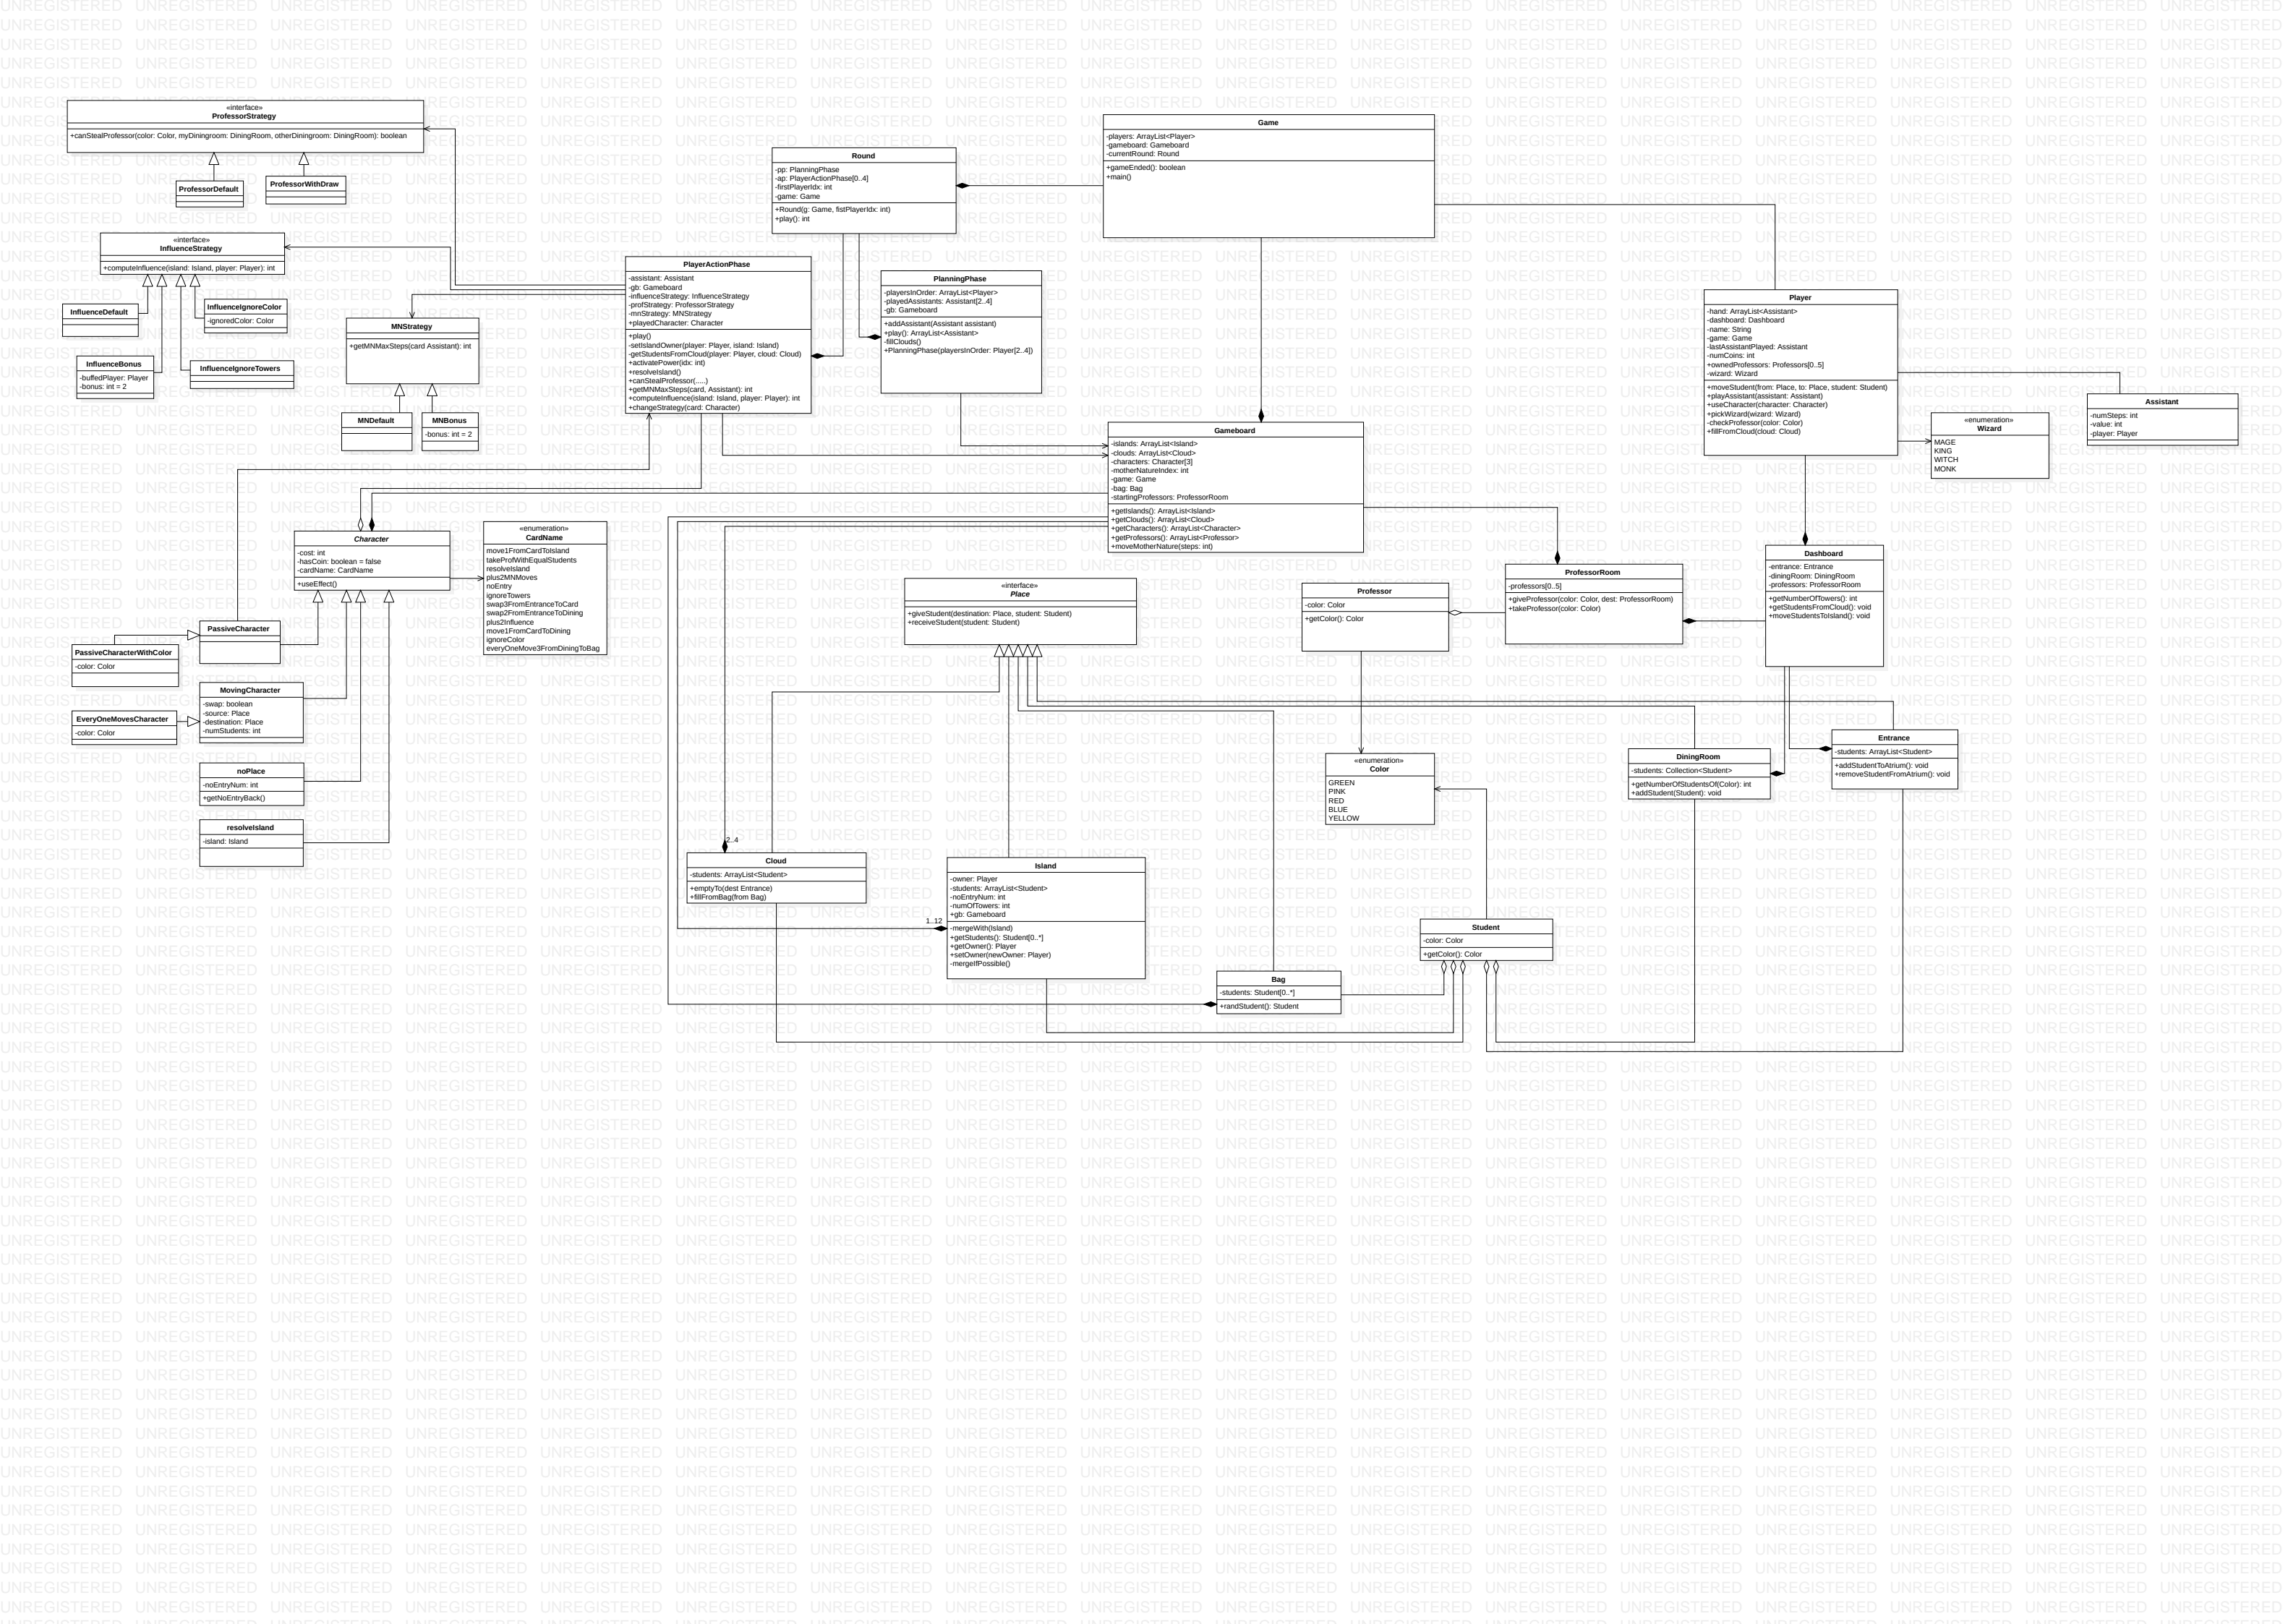 «interface»
ProfessorStrategy
+canStealProfessor(color: Color, myDiningroom: DiningRoom, otherDiningroom: DiningRoom): boolean
ProfessorDefault
ProfessorWithDraw
«interface»
InfluenceStrategy
+computeInfluence(island: Island, player: Player): int
InfluenceDefault
InfluenceIgnoreColor
-ignoredColor: Color
InfluenceBonus
-buffedPlayer: Player
-bonus: int = 2
InfluenceIgnoreTowers
MNStrategy
+getMNMaxSteps(card Assistant): int
MNDefault
MNBonus
-bonus: int = 2
Round
-pp: PlanningPhase
-ap: PlayerActionPhase[0..4]
-firstPlayerIdx: int
-game: Game
+Round(g: Game, fistPlayerIdx: int)
+play(): int
Game
-players: ArrayList<Player>
-gameboard: Gameboard
-currentRound: Round
+gameEnded(): boolean
+main()
PlayerActionPhase
-assistant: Assistant
-gb: Gameboard
-influenceStrategy: InfluenceStrategy
-profStrategy: ProfessorStrategy
-mnStrategy: MNStrategy
+playedCharacter: Character
+play()
-setIslandOwner(player: Player, island: Island)
-getStudentsFromCloud(player: Player, cloud: Cloud)
+activatePower(idx: int)
+resolveIsland()
+canStealProfessor(.....)
+getMNMaxSteps(card, Assistant): int
+computeInfluence(island: Island, player: Player): int
+changeStrategy(card: Character)
PlanningPhase
-playersInOrder: ArrayList<Player>
-playedAssistants: Assistant[2..4]
-gb: Gameboard
+addAssistant(Assistant assistant)
+play(): ArrayList<Assistant>
-fillClouds()
+PlanningPhase(playersInOrder: Player[2..4])
Player
-hand: ArrayList<Assistant>
-dashboard: Dashboard
-name: String
-game: Game
-lastAssistantPlayed: Assistant
-numCoins: int
+ownedProfessors: Professors[0..5]
-wizard: Wizard
+moveStudent(from: Place, to: Place, student: Student)
+playAssistant(assistant: Assistant)
+useCharacter(character: Character)
+pickWizard(wizard: Wizard)
-checkProfessor(color: Color)
+fillFromCloud(cloud: Cloud)
Assistant
-numSteps: int
-value: int
-player: Player
«enumeration»
Wizard
MAGE
KING
WITCH
MONK
Gameboard
-islands: ArrayList<Island>
-clouds: ArrayList<Cloud>
-characters: Character[3]
-motherNatureIndex: int
-game: Game
-bag: Bag
-startingProfessors: ProfessorRoom
+getIslands(): ArrayList<Island>
+getClouds(): ArrayList<Cloud>
+getCharacters(): ArrayList<Character>
+getProfessors(): ArrayList<Professor>
+moveMotherNature(steps: int)
Character
-cost: int
-hasCoin: boolean = false
-cardName: CardName
+useEffect()
«enumeration»
CardName
move1FromCardToIsland
takeProfWithEqualStudents
resolveIsland
plus2MNMoves
noEntry
ignoreTowers
swap3FromEntranceToCard
swap2FromEntranceToDining
plus2Influence
move1FromCardToDining
ignoreColor
everyOneMove3FromDiningToBag
PassiveCharacter
PassiveCharacterWithColor
-color: Color
MovingCharacter
-swap: boolean
-source: Place
-destination: Place
-numStudents: int
EveryOneMovesCharacter
-color: Color
noPlace
-noEntryNum: int
+getNoEntryBack()
resolveIsland
-island: Island
«interface»
Place
+giveStudent(destination: Place, student: Student)
+receiveStudent(student: Student)
Professor
-color: Color
+getColor(): Color
ProfessorRoom
-professors[0..5]
+giveProfessor(color: Color, dest: ProfessorRoom)
+takeProfessor(color: Color)
Dashboard
-entrance: Entrance
-diningRoom: DiningRoom
-professors: ProfessorRoom
+getNumberOfTowers(): int
+getStudentsFromCloud(): void
+moveStudentsToIsland(): void
«enumeration»
Color
GREEN
PINK
RED
BLUE
YELLOW
DiningRoom
-students: Collection<Student>
+getNumberOfStudentsOf(Color): int
+addStudent(Student): void
Entrance
-students: ArrayList<Student>
+addStudentToAtrium(): void
+removeStudentFromAtrium(): void
2..4
Cloud
-students: ArrayList<Student>
+emptyTo(dest Entrance)
+fillFromBag(from Bag)
1..12
Island
-owner: Player
-students: ArrayList<Student>
-noEntryNum: int
-numOfTowers: int
+gb: Gameboard
-mergeWith(Island)
+getStudents(): Student[0..*]
+getOwner(): Player
+setOwner(newOwner: Player)
-mergeIfPossible()
Student
-color: Color
+getColor(): Color
Bag
-students: Student[0..*]
+randStudent(): Student
UNREGISTERED